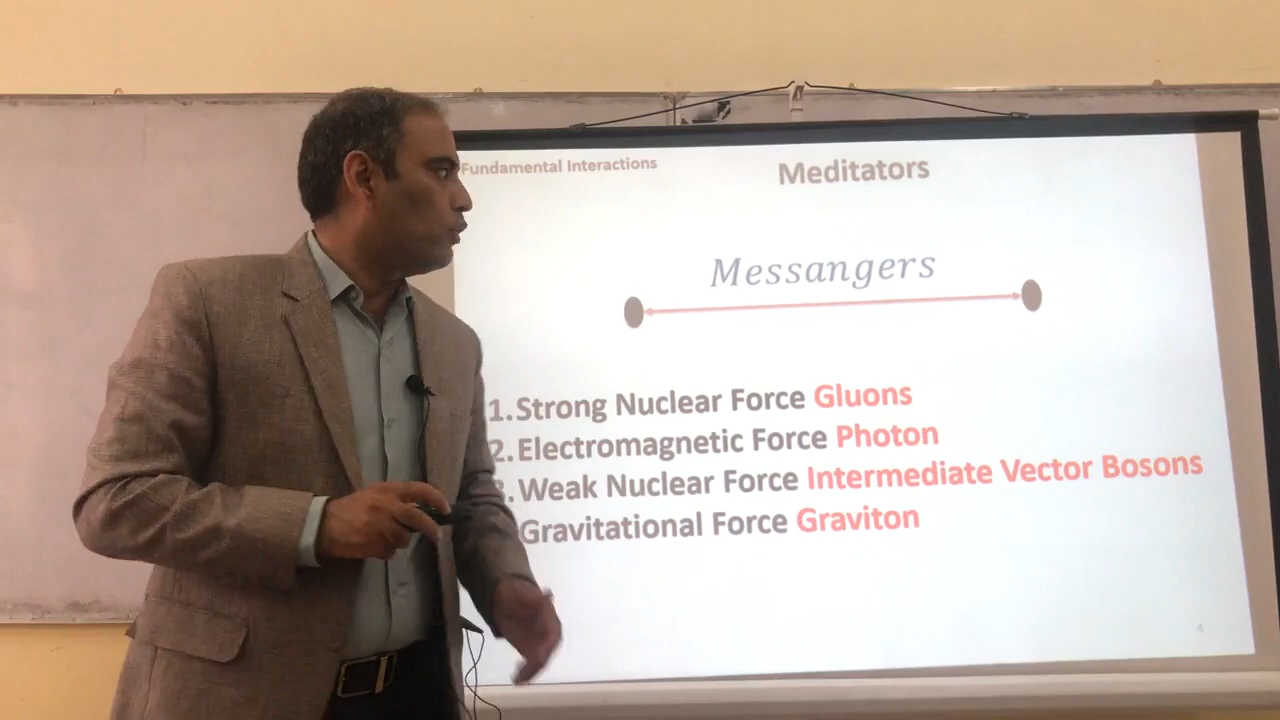 Fundamental Interactions
Meditators
Messangers
1. Strong Nuclear Force Gluons
2. Electromagnetic Force Photon
3. Weak Nuclear Force Intermediate Vector Bosons
Gravitational Force Graviton
4